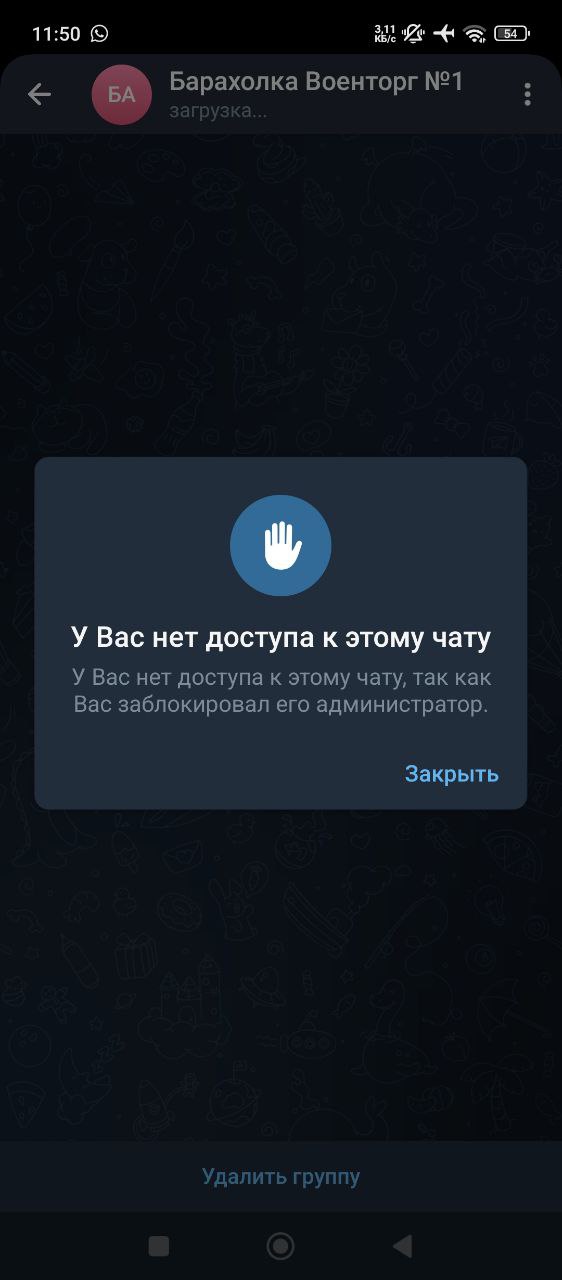 11:50
3,11
КБ/с
54
БА
Барахолка Военторг №1
загрузка...
У Вас нет доступа к этому чату
У Вас нет доступа к этому чату, так как
Вас заблокировал его администратор.
Закрыть
Удалить группу